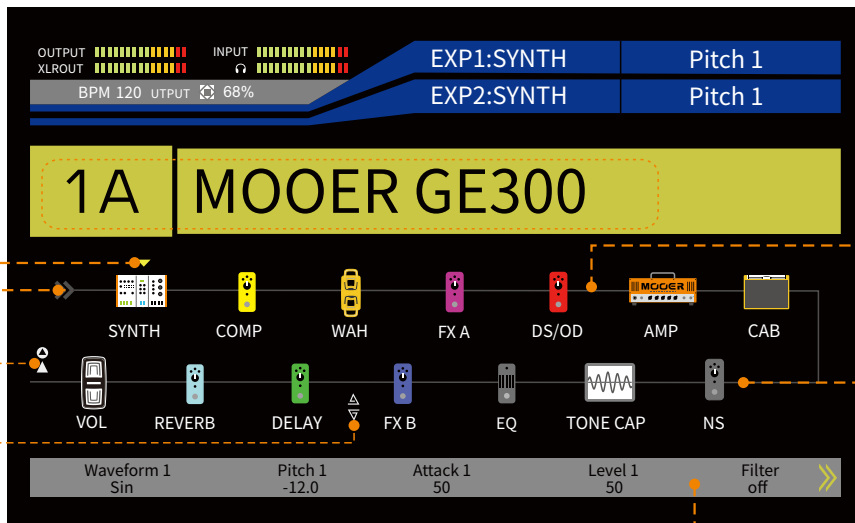 OUTPUT INPUT
XLROUT
BPM 120 UTPUT 68%
EXP1:SYNTH Pitch 1
EXP2:SYNTH Pitch 1
1A MOOER GE300
MOOER
SYNTH COMP WAH FX A DS/OD AMP CAB
VOL REVERB DELAY FX B EQ TONE CAP NS
Waveform 1 Pitch 1 Attack 1 Level 1 Filter
Sin -12.0 50 50 off